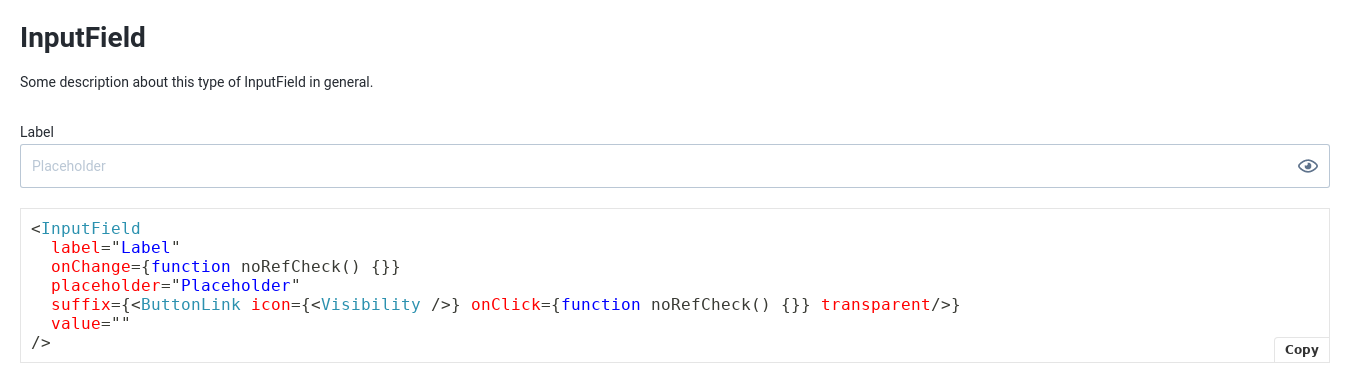 InputField
Some description about this type of InputField in general.
Label
Placeholder
<InputField
  label="Label"
  onChange={function noRefCheck() {}}
  placeholder="Placeholder"
  suffix={<ButtonLink icon={<Visibility />} onClick={function noRefCheck() {}} transparent/>}
  value=""
/>
Copy